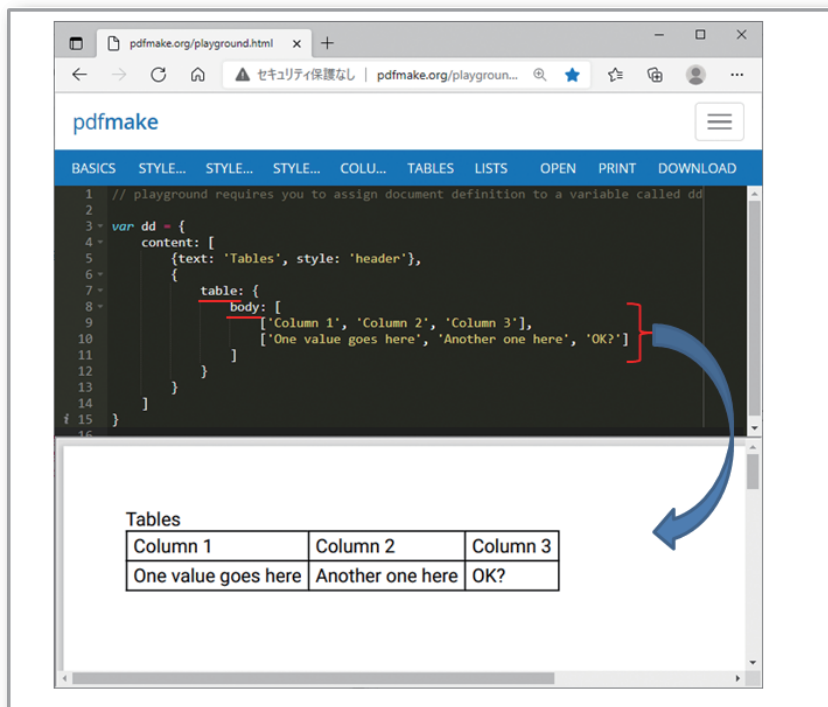 pdfmake.org/playground.html
セキュリティ保護なし | pdfmake.org/playgroun...
pdfmake
BASICS STYLE... STYLE... STYLE... COLU... TABLES LISTS OPEN PRINT DOWNLOAD
1 // playground requires you to assign document definition to a variable called dd
2
3 var dd = {
4 content: [
5 {text: 'Tables', style: 'header'},
6 {
7 table: {
8 body: [
9 ['Column 1', 'Column 2', 'Column 3'],
10 ['One value goes here', 'Another one here', 'OK?']
11 ]
12 }
13 }
14 ]
i 15 }
16
Tables
Column 1 Column 2 Column 3
One value goes here Another one here OK?